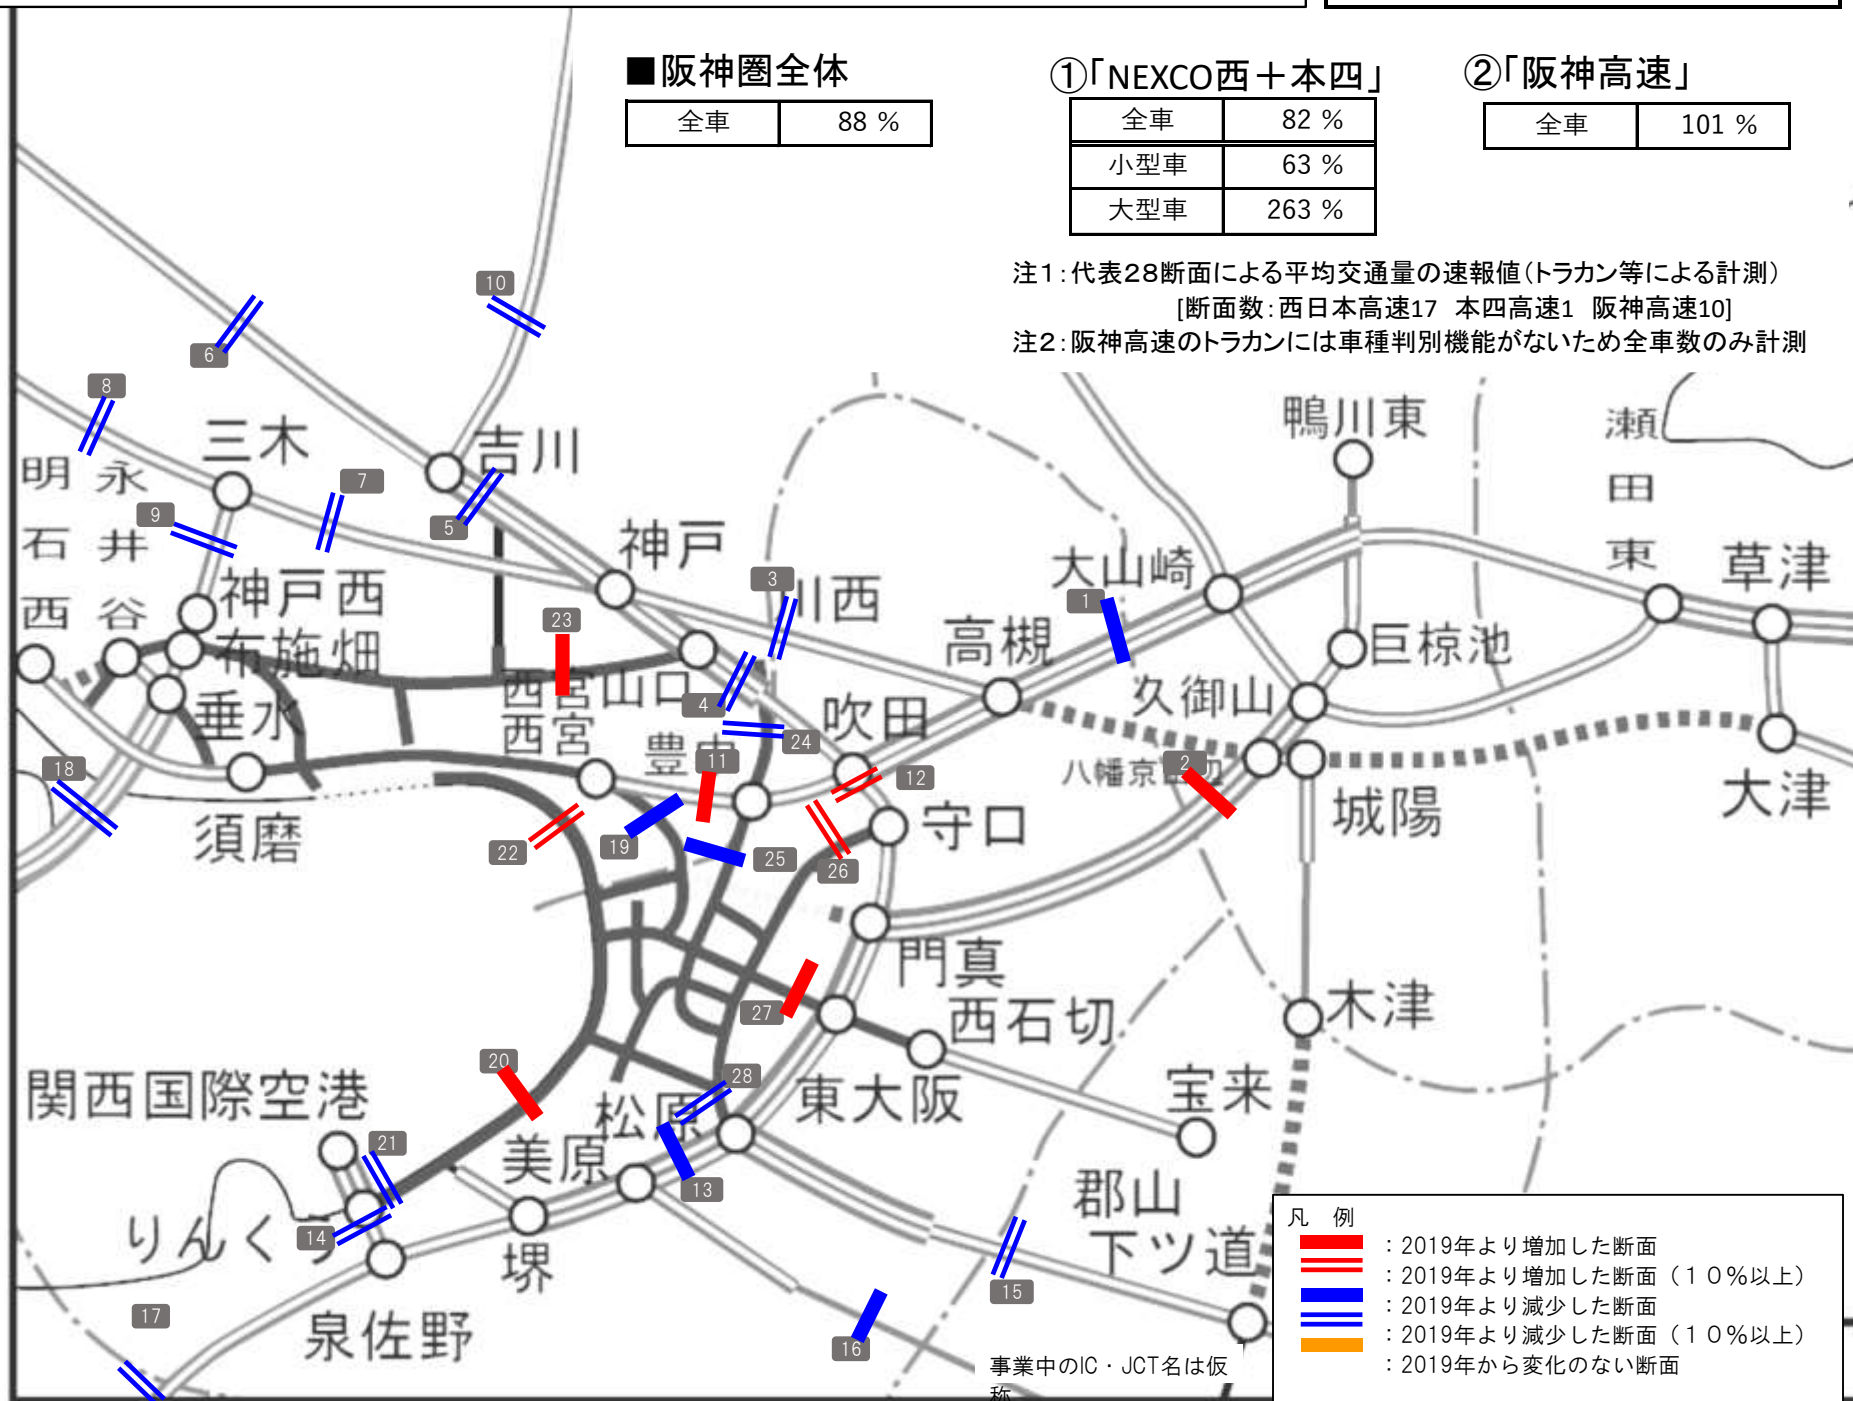 ■阪神圏全体
全車 88 %
①「NEXCO西＋本四」
全車 82 %
小型車 63 %
大型車 263 %
②「阪神高速」
全車 101 %
注1：代表28断面による平均交通量の速報値（トラカン等による計測）
[断面数：西日本高速17 本四高速1 阪神高速10]
注2：阪神高速のトラカンには車種判別機能がないため全車数のみ計測
10
6
8
三木
吉川
鴨川東
瀬田東
明石西
永井谷
7
9
5
神戸
大山崎
草津
神戸西
3
川西
1
布施畑
23
高槻
巨椋池
西宮山口
4
久御山
垂水
西宮
吹田
24
豊中
11
12
18
八幡京田辺
2
城陽
大津
須磨
22
19
25
26
守口
門真
27
西石切
木津
20
28
関西国際空港
松原
東大阪
宝来
21
美原
13
郡山
りんくう
14
堺
下ツ道
15
17
泉佐野
16
事業中のIC・JCT名は仮
称
凡 例
：2019年より増加した断面
：2019年より増加した断面（１０％以上）
：2019年より減少した断面
：2019年より減少した断面（１０％以上）
：2019年から変化のない断面